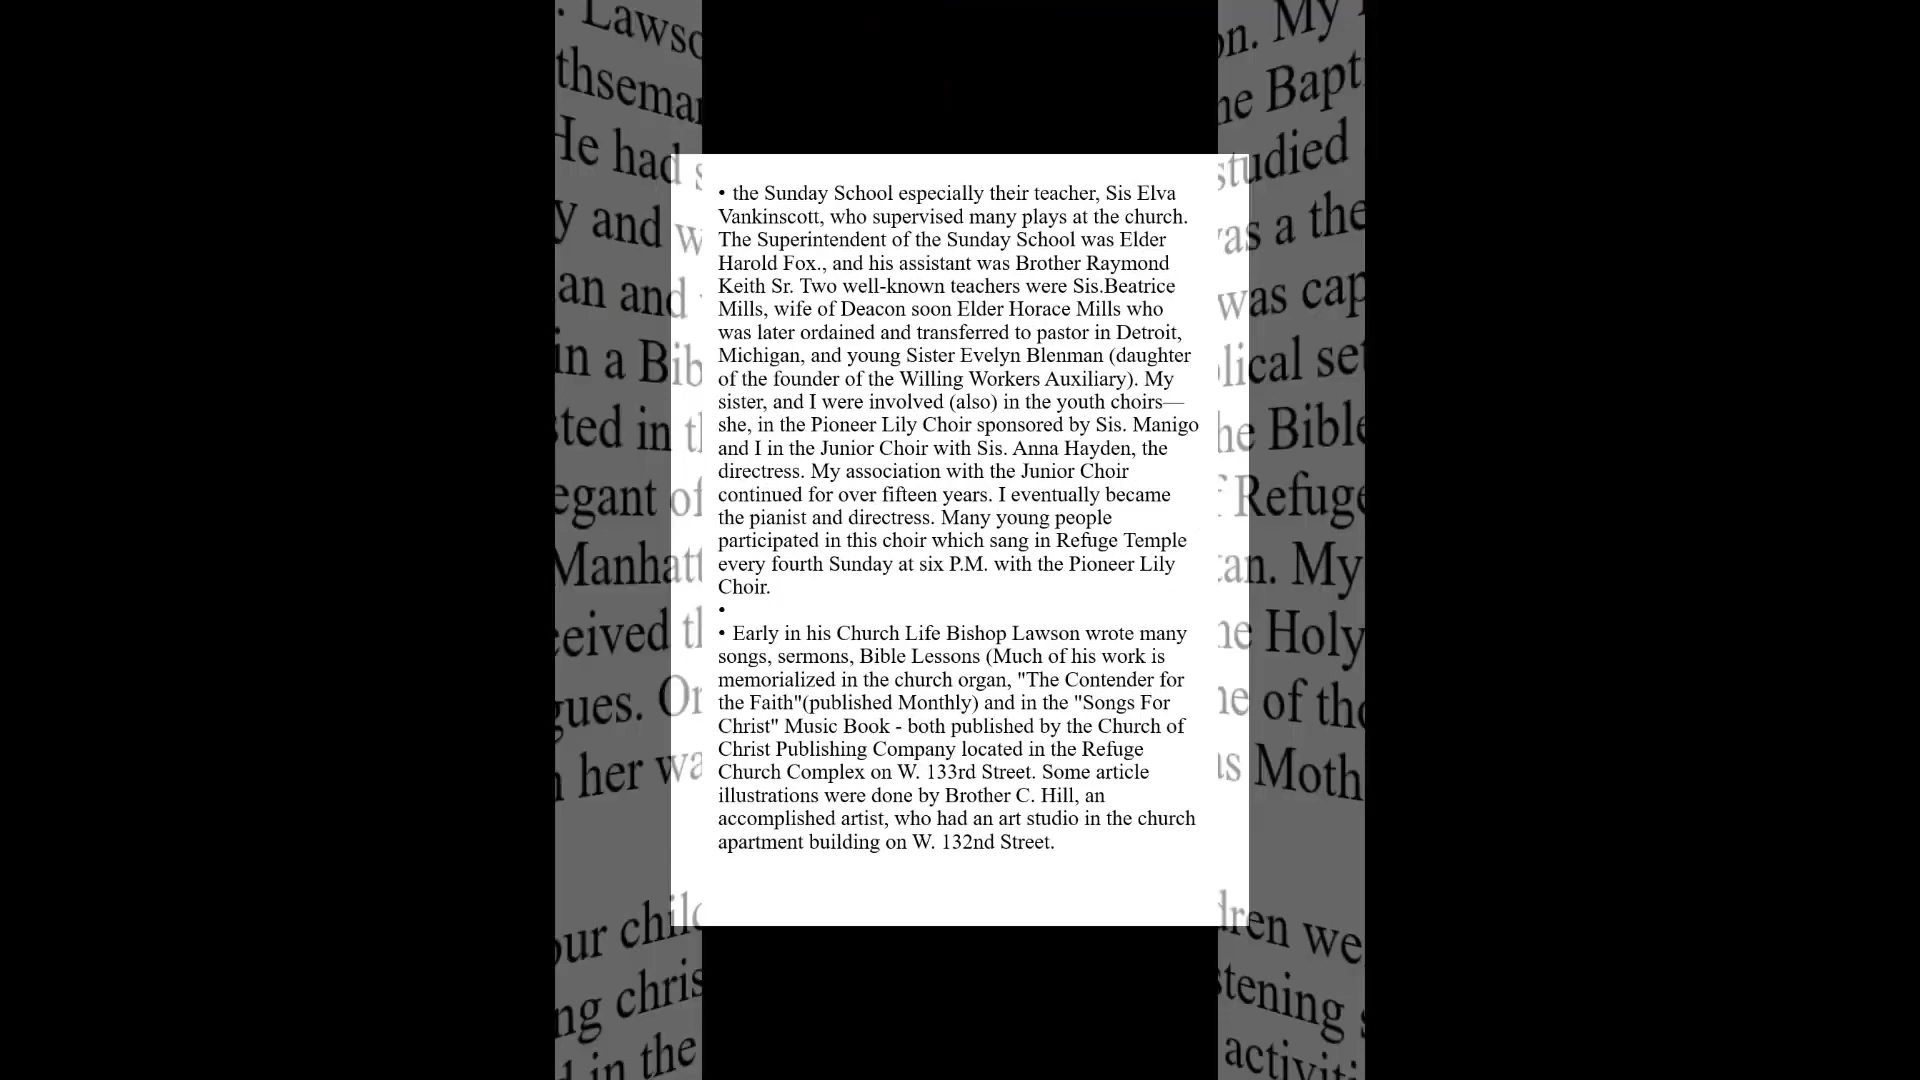 • the Sunday School especially their teacher, Sis Elva
Vankinscott, who supervised many plays at the church.
The Superintendent of the Sunday School was Elder
Harold Fox., and his assistant was Brother Raymond
Keith Sr. Two well-known teachers were Sis.Beatrice
Mills, wife of Deacon soon Elder Horace Mills who
was later ordained and transferred to pastor in Detroit,
Michigan, and young Sister Evelyn Blenman (daughter
of the founder of the Willing Workers Auxiliary). My
sister, and I were involved (also) in the youth choirs—
she, in the Pioneer Lily Choir sponsored by Sis. Manigo
and I in the Junior Choir with Sis. Anna Hayden, the
directress. My association with the Junior Choir
continued for over fifteen years. I eventually became
the pianist and directress. Many young people
participated in this choir which sang in Refuge Temple
every fourth Sunday at six P.M. with the Pioneer Lily
Choir.
•
• Early in his Church Life Bishop Lawson wrote many
songs, sermons, Bible Lessons (Much of his work is
memorialized in the church organ, "The Contender for
the Faith"(published Monthly) and in the "Songs For
Christ" Music Book - both published by the Church of
Christ Publishing Company located in the Refuge
Church Complex on W. 133rd Street. Some article
illustrations were done by Brother C. Hill, an
accomplished artist, who had an art studio in the church
apartment building on W. 132nd Street.